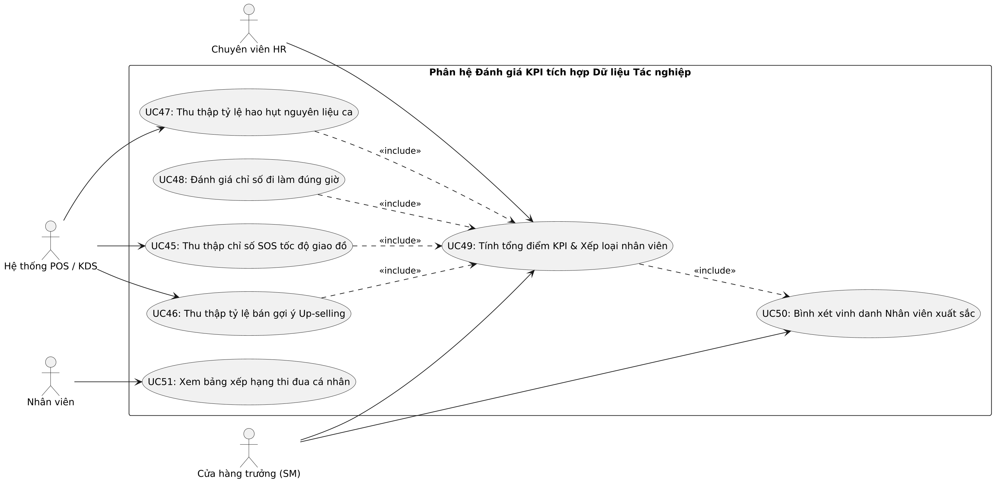 Chuyên viên HR
Phân hệ Đánh giá KPI tích hợp Dữ liệu Tác nghiệp
UC47: Thu thập tỷ lệ hao hụt nguyên liệu ca
«include»
UC48: Đánh giá chỉ số đi làm đúng giờ
«include»
Hệ thống POS / KDS
UC45: Thu thập chỉ số SOS tốc độ giao đồ
«include»
UC49: Tính tổng điểm KPI & Xếp loại nhân viên
«include»
«include»
UC46: Thu thập tỷ lệ bán gợi ý Up-selling
UC50: Bình xét vinh danh Nhân viên xuất sắc
Nhân viên
UC51: Xem bảng xếp hạng thi đua cá nhân
Cửa hàng trưởng (SM)